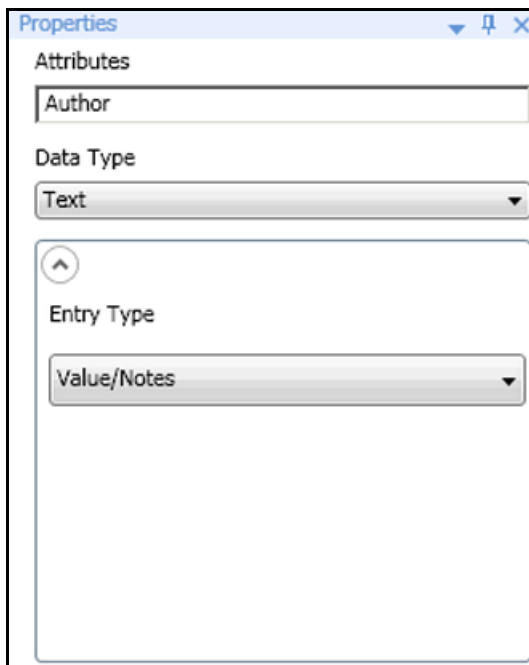 Properties
Attributes
Author
Data Type
Text
Entry Type
Value/Notes